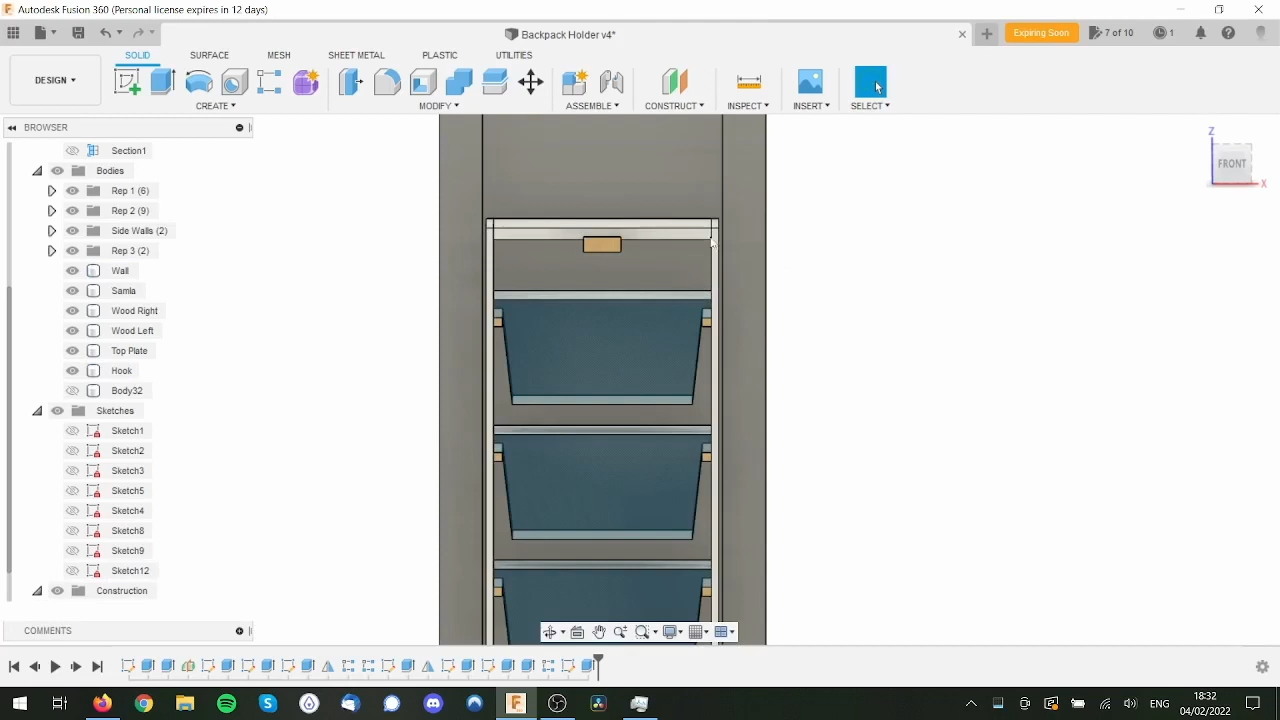 Autodesk Fusion 360 (Personal license expires in 12 days)
Backpack Holder v4*
Expiring Soon
7 of 10
1
DESIGN
SOLID
SURFACE
MESH
SHEET METAL
PLASTIC
UTILITIES
CREATE
MODIFY
ASSEMBLE
CONSTRUCT
INSPECT
INSERT
SELECT
BROWSER
Section1
Bodies
Rep 1 (6)
Rep 2 (9)
Side Walls (2)
Rep 3 (2)
Wall
Samla
Wood Right
Wood Left
Top Plate
Hook
Body32
Sketches
Sketch1
Sketch2
Sketch3
Sketch5
Sketch4
Sketch8
Sketch9
Sketch12
Construction
COMMENTS
Z
FRONT
X
ENG
18:32
04/02/2022